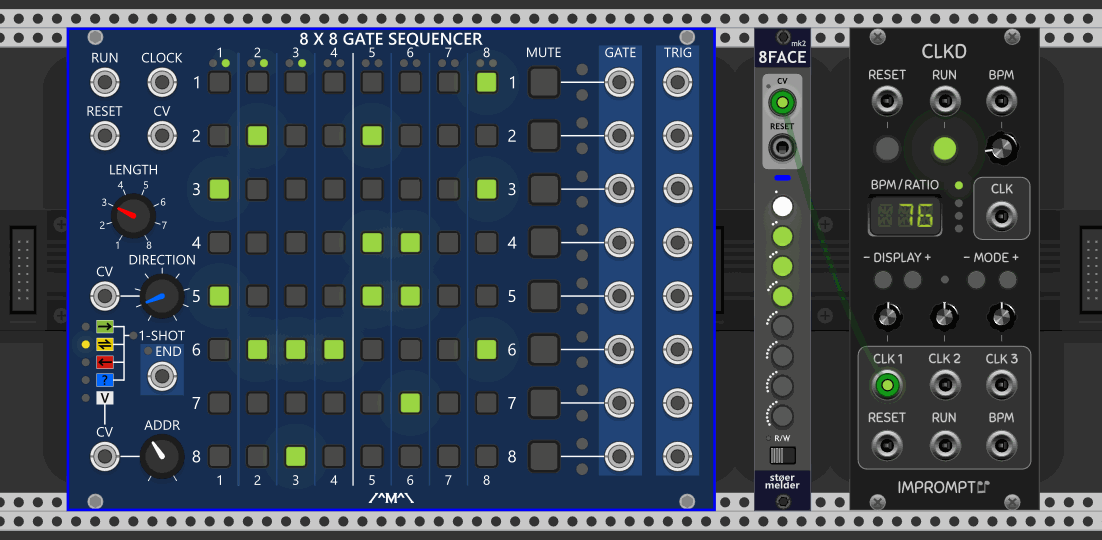 8 X 8 GATE SEQUENCER
RUN CLOCK
1 2 3 4 5 6 7 8
MUTE GATE TRIG
RESET CV
LENGTH
1 2 3 4 5 6 7 8
DIRECTION
CV
1-SHOT
END
?
V
CV
ADDR
1 1
2 2
3 3
4 4
5 5
6 6
7 7
8 8
1 2 3 4 5 6 7 8
mk2
8FACE
CV
RESET
R/W
stoer
melder
CLKD
RESET RUN BPM
BPM/RATIO
76
CLK
- DISPLAY +
- MODE +
CLK 1 CLK 2 CLK 3
RESET RUN BPM
IMPROMPT